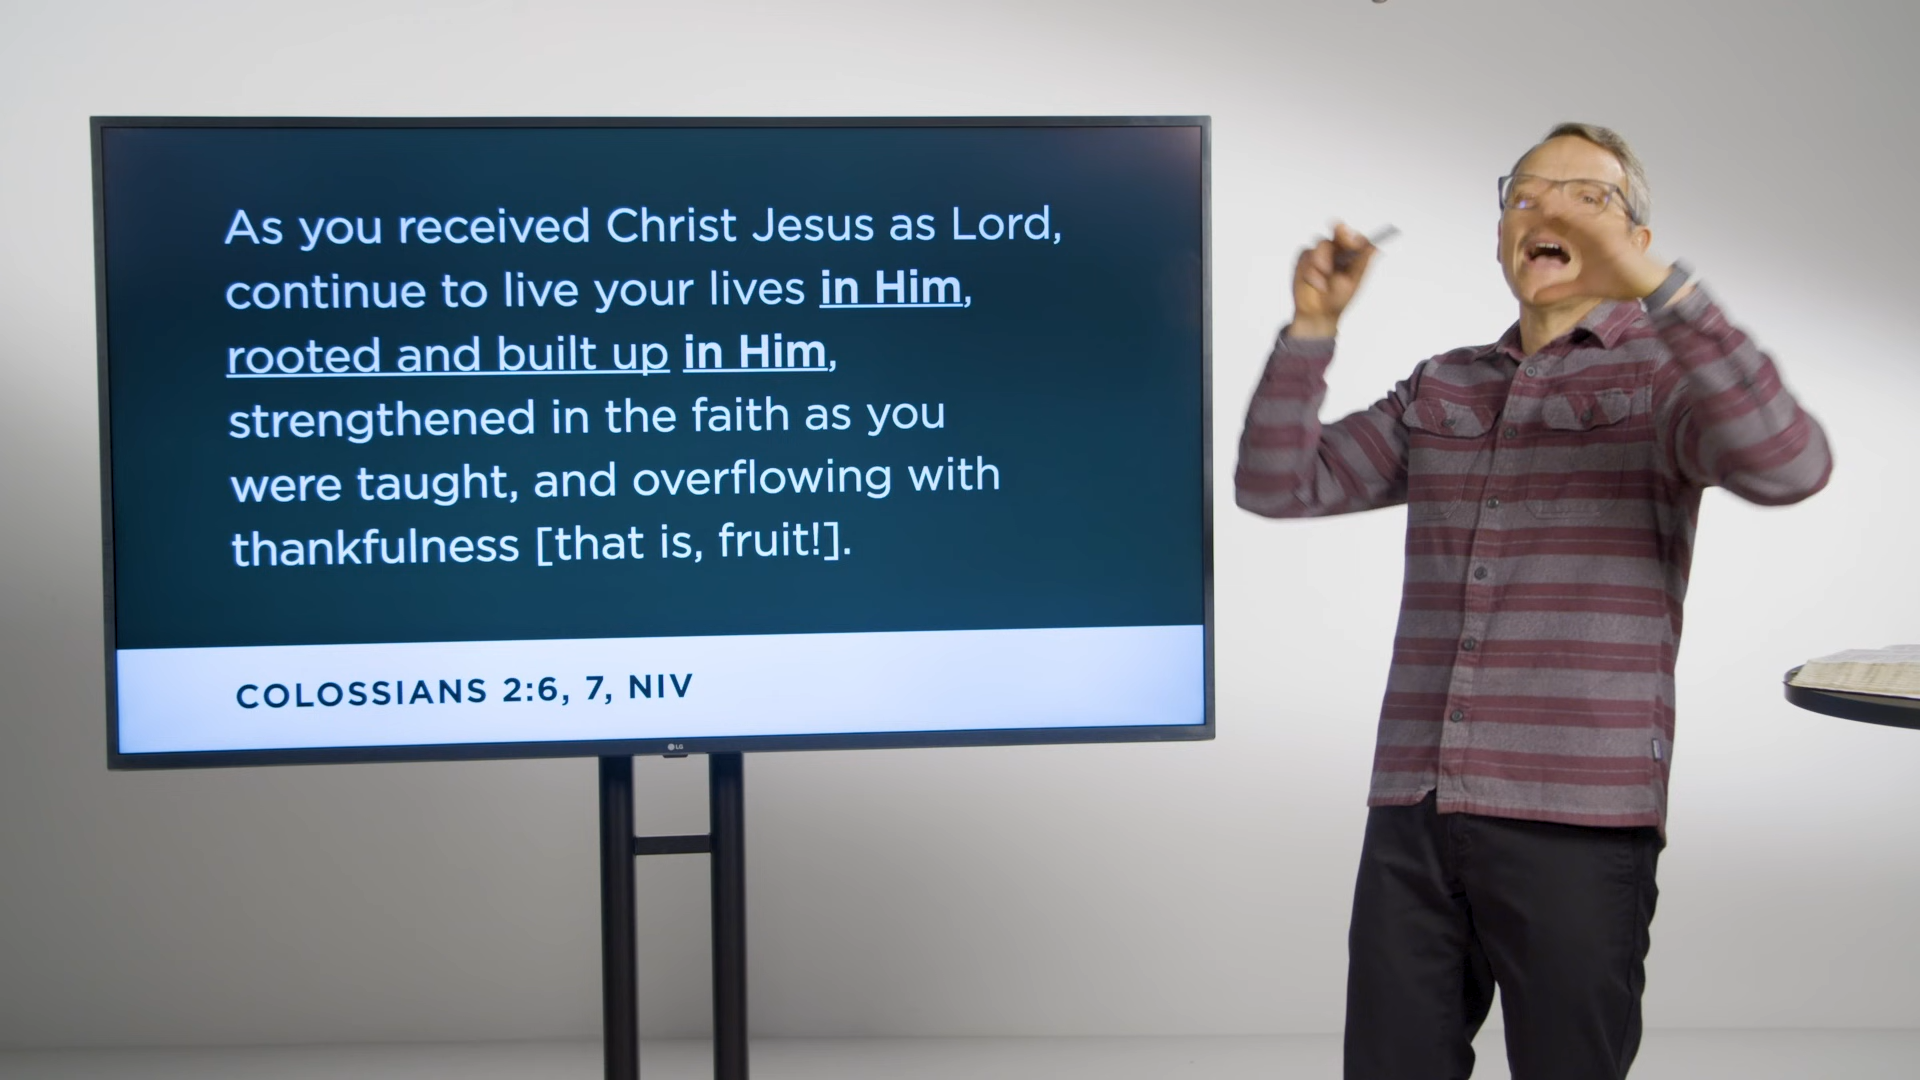 As you received Christ Jesus as Lord,
continue to live your lives in Him,
rooted and built up in Him,
strengthened in the faith as you
were taught, and overflowing with
thankfulness [that is, fruit!].
COLOSSIANS 2:6, 7, NIV
LG